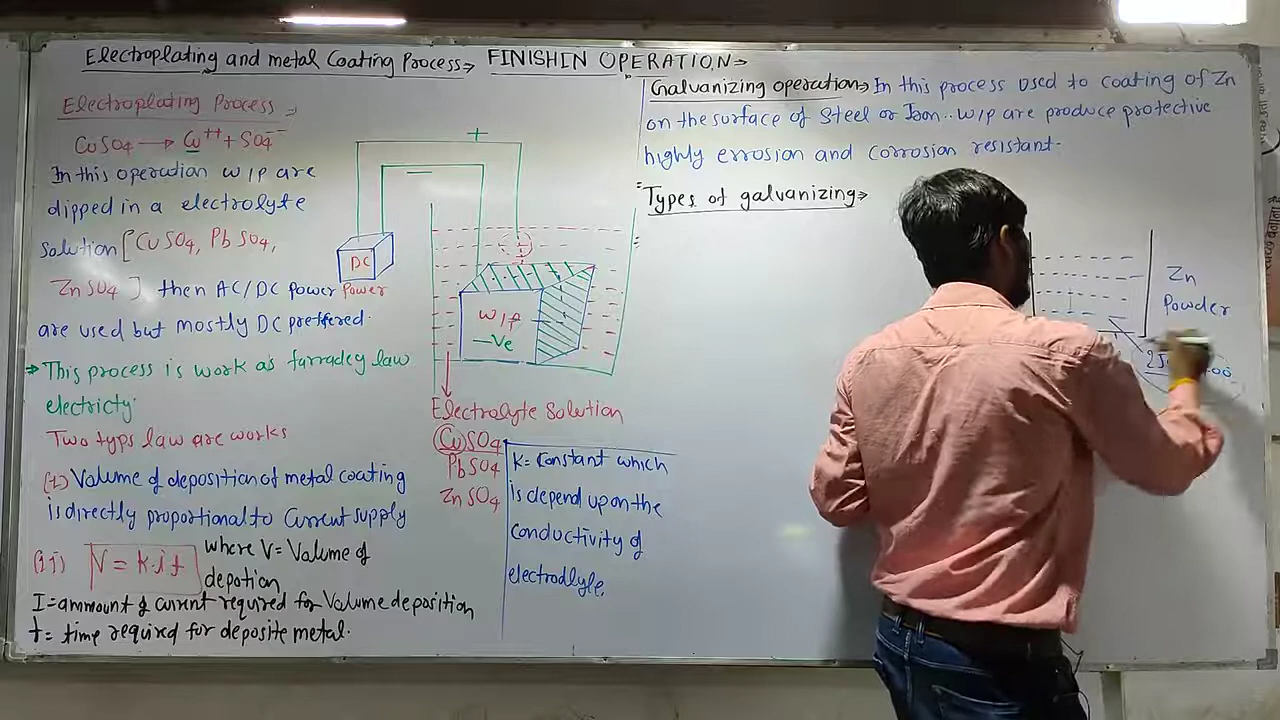 Electroplating and metal Coating Process→ FINISHIN OPERATION→
Electroplating Process
CuSO4 → Cu++ + SO4--
In this operation w/p are
dipped in a electrolyte
Solution [CuSO4, PbSO4,
ZnSO4], then AC/DC power
are used but mostly DC preffered.
→ This process is work as farradey law
electricty.
Two typs law are works
(I) Volume of deposition of metal coating
is directly proportional to Current supply
(II) V = K.i.t where V = Volume of
depotion
I = ammount of current required for Volume deposition
t = time required for deposite metal.
+
—
DC
Power
w/p
-Ve
Electrolyte Solution
CuSO4
PbSO4
ZnSO4
K = Constant which
is depend upon the
conductivity of
electrodlyte.
Galvanizing operation→ In this process used to coating of Zn
on the surface of Steel or Iron.. w/p are produce protective
highly errosion and corrosion resistant.
Types of galvanizing→
Zn
Powder